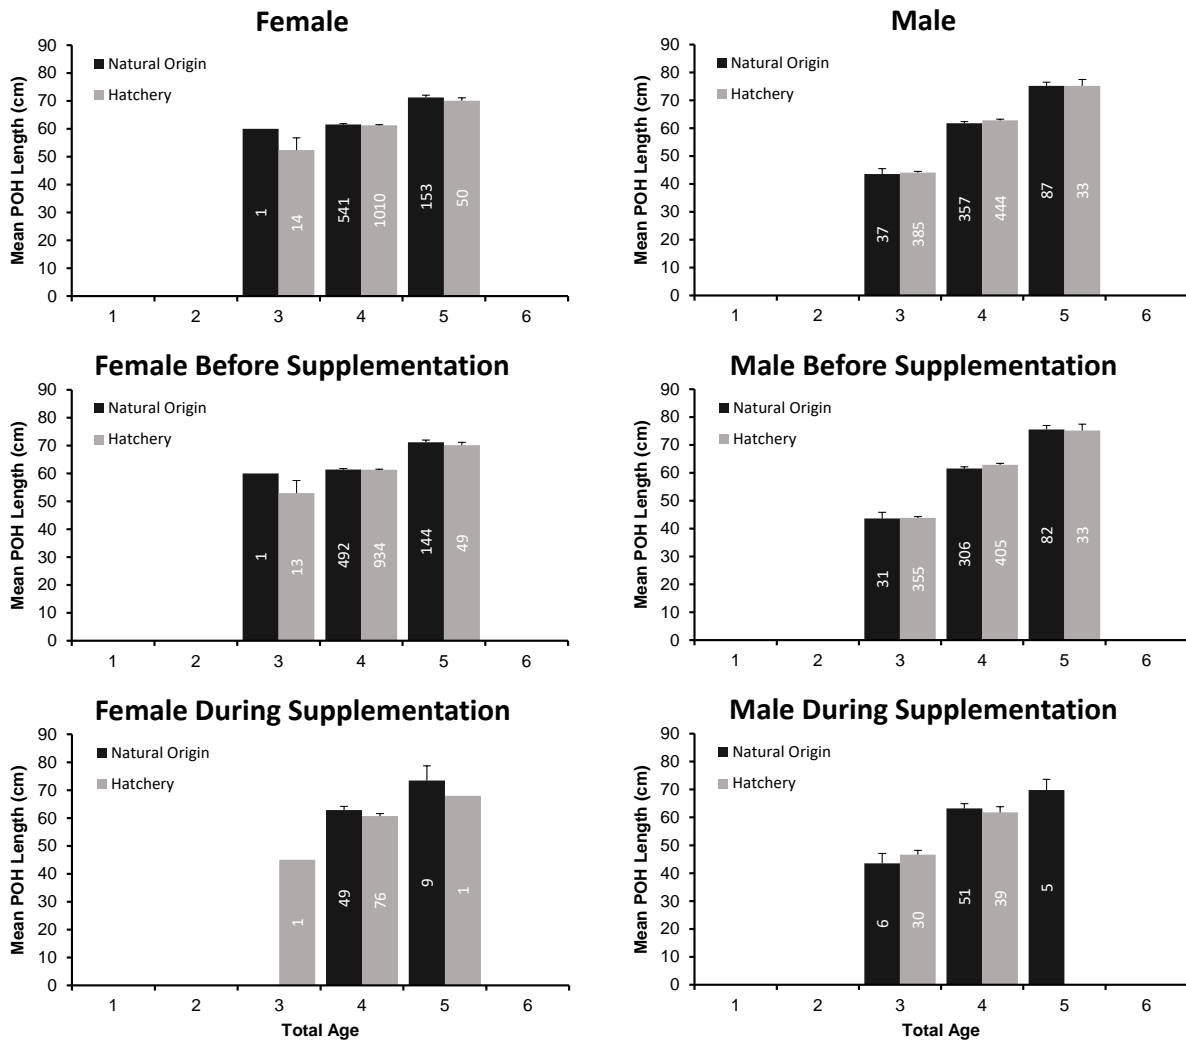 Female
Mean POH Length (cm)
90
80
70
60
50
40
30
20
10
0
Natural Origin
Hatchery
1
14
541
1010
153
50
1 2 3 4 5 6
Male
Mean POH Length (cm)
90
80
70
60
50
40
30
20
10
0
Natural Origin
Hatchery
37
385
357
444
87
33
1 2 3 4 5 6
Female Before Supplementation
Mean POH Length (cm)
90
80
70
60
50
40
30
20
10
0
Natural Origin
Hatchery
1
13
492
934
144
49
1 2 3 4 5 6
Male Before Supplementation
Mean POH Length (cm)
90
80
70
60
50
40
30
20
10
0
Natural Origin
Hatchery
31
355
306
405
82
33
1 2 3 4 5 6
Female During Supplementation
Mean POH Length (cm)
90
80
70
60
50
40
30
20
10
0
Natural Origin
Hatchery
1
49
76
9
1
1 2 3 4 5 6
Total Age
Male During Supplementation
Mean POH Length (cm)
90
80
70
60
50
40
30
20
10
0
Natural Origin
Hatchery
6
30
51
39
5
1 2 3 4 5 6
Total Age